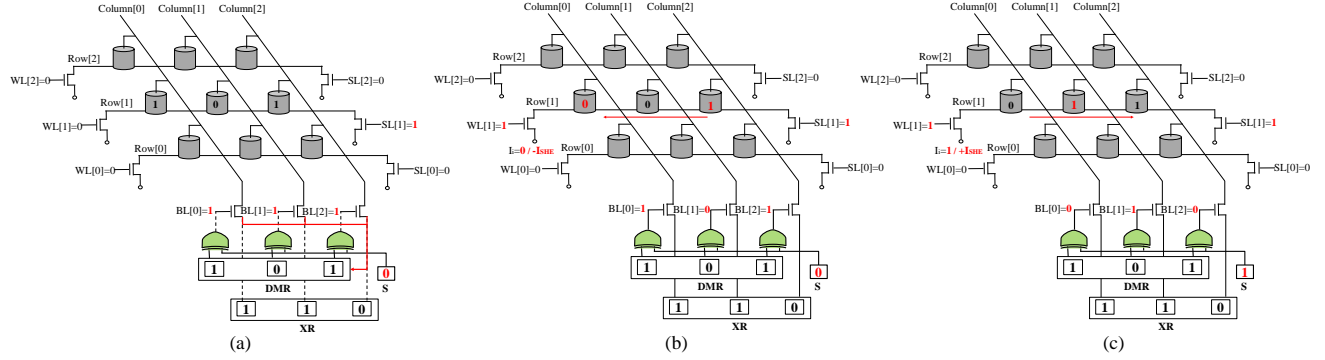 Column[0] Column[1] Column[2]
Row[2]
WL[2]=0 SL[2]=0
Row[1] 1 0 1
WL[1]=0 SL[1]=1
Row[0]
WL[0]=0 SL[0]=0
BL[0]=1 BL[1]=1 BL[2]=1
1 0 1 0
DMR S
1 1 0
XR
(a)
Column[0] Column[1] Column[2]
Row[2]
WL[2]=0 SL[2]=0
Row[1] 0 0 1
WL[1]=1 SL[1]=1
Iᵢ=0 / -ISHE Row[0]
WL[0]=0 SL[0]=0
BL[0]=1 BL[1]=0 BL[2]=1
1 0 1 0
DMR S
1 1 0
XR
(b)
Column[0] Column[1] Column[2]
Row[2]
WL[2]=0 SL[2]=0
Row[1] 0 1 1
WL[1]=1 SL[1]=1
Iᵢ=1 / +ISHE Row[0]
WL[0]=0 SL[0]=0
BL[0]=0 BL[1]=1 BL[2]=0
1 0 1 1
DMR S
1 1 0
XR
(c)